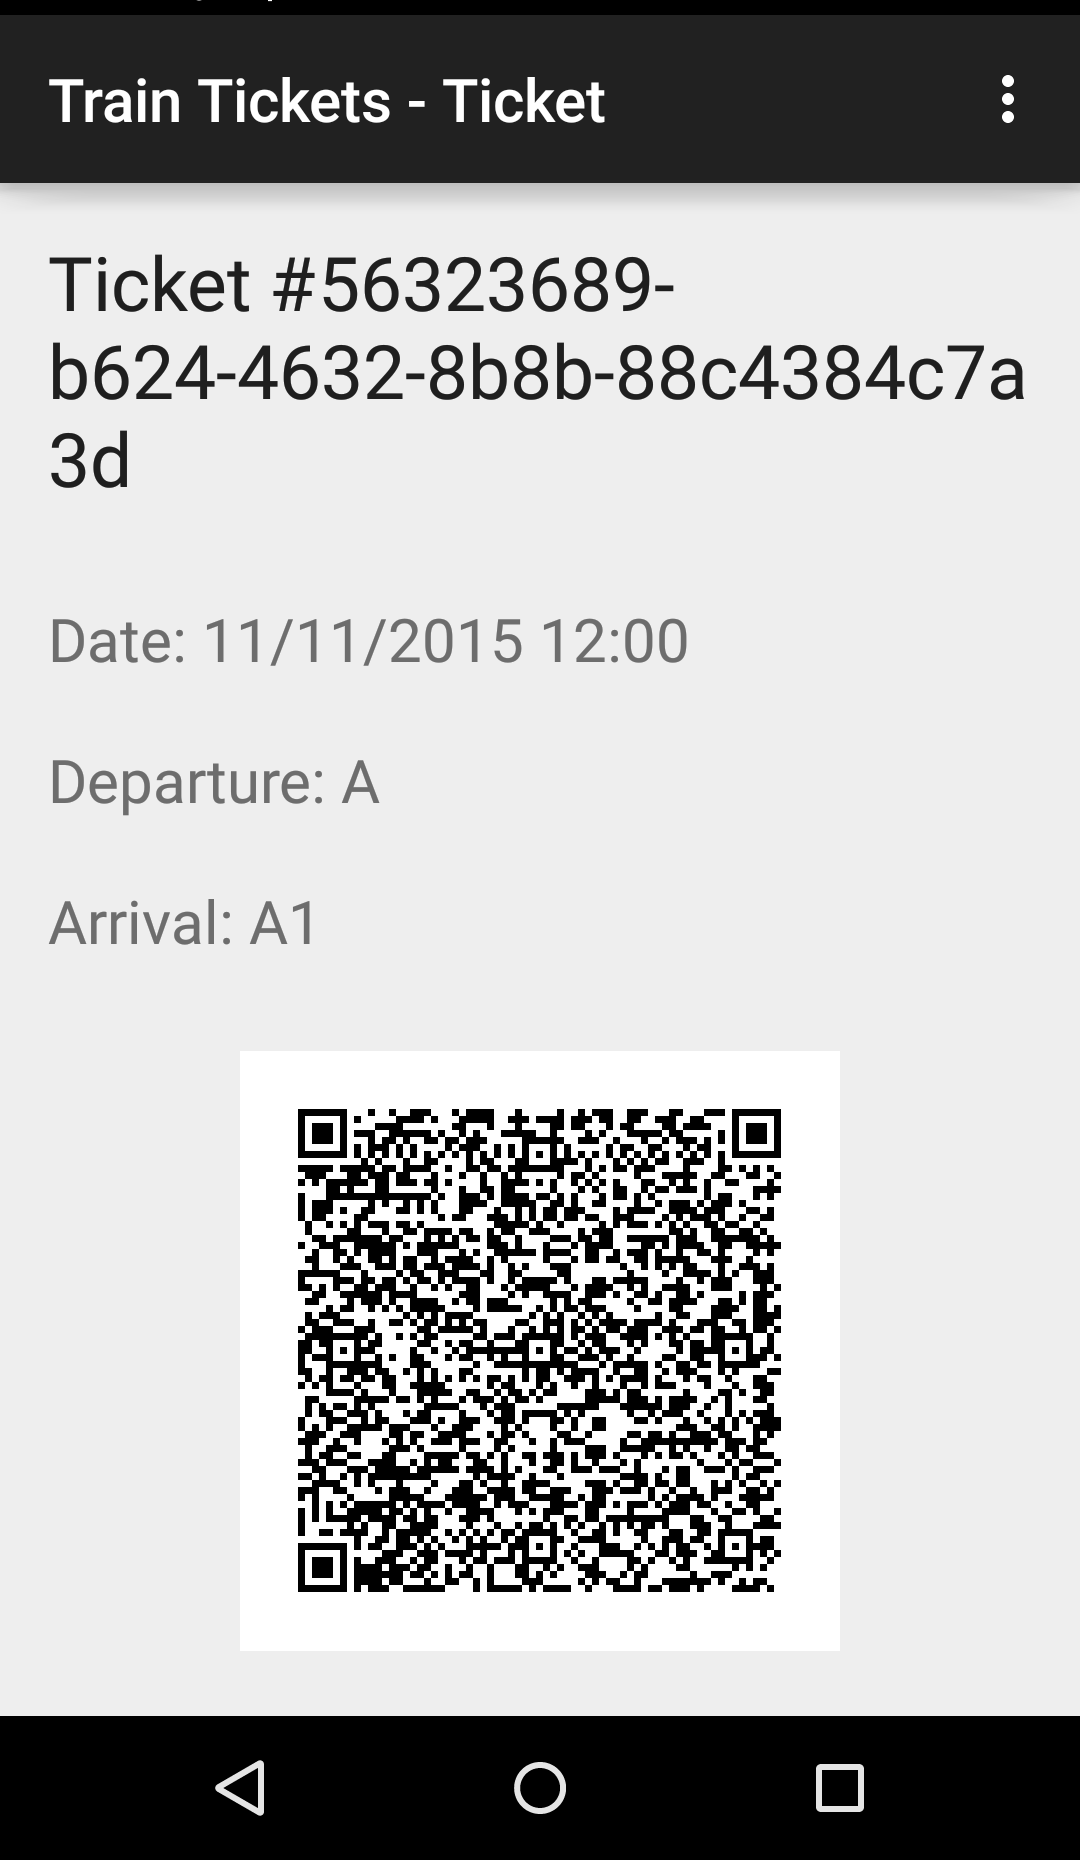 Train Tickets - Ticket
Ticket #56323689-
b624-4632-8b8b-88c4384c7a
3d
Date: 11/11/2015 12:00
Departure: A
Arrival: A1